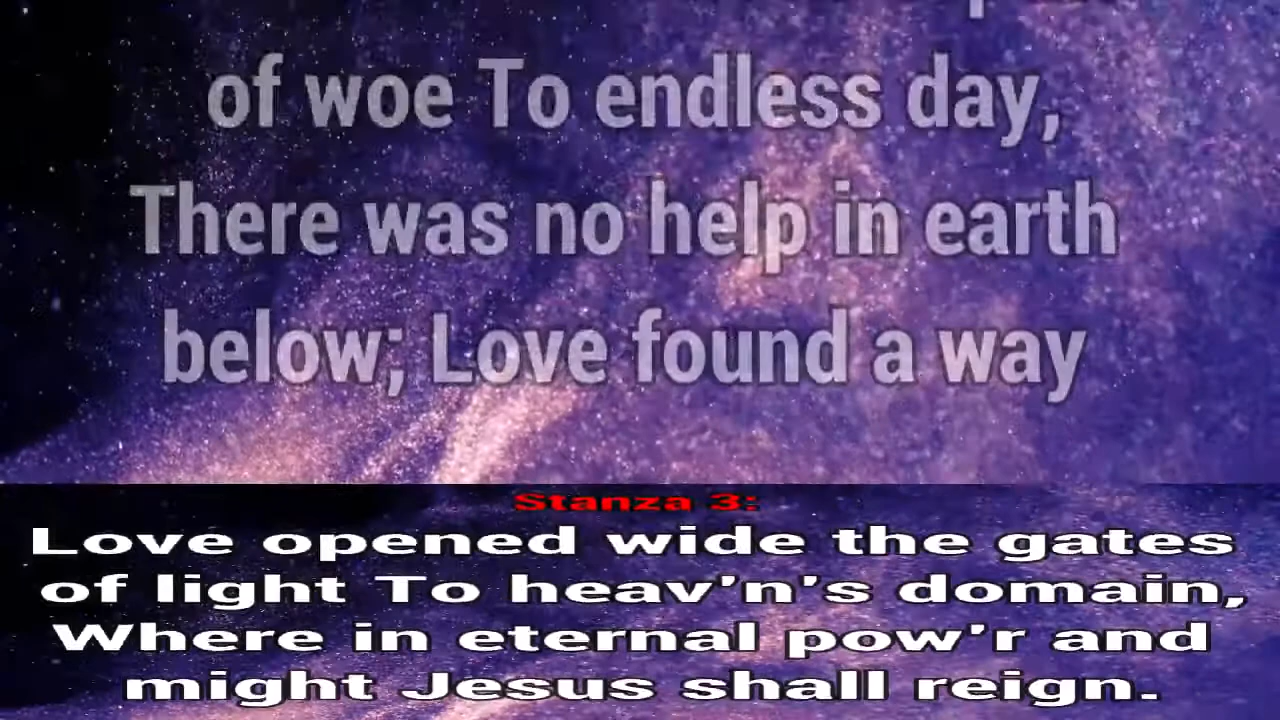 of woe To endless day,
There was no help in earth
below; Love found a way
Stanza 3:
Love opened wide the gates
of light To heav'n's domain,
Where in eternal pow'r and
might Jesus shall reign.